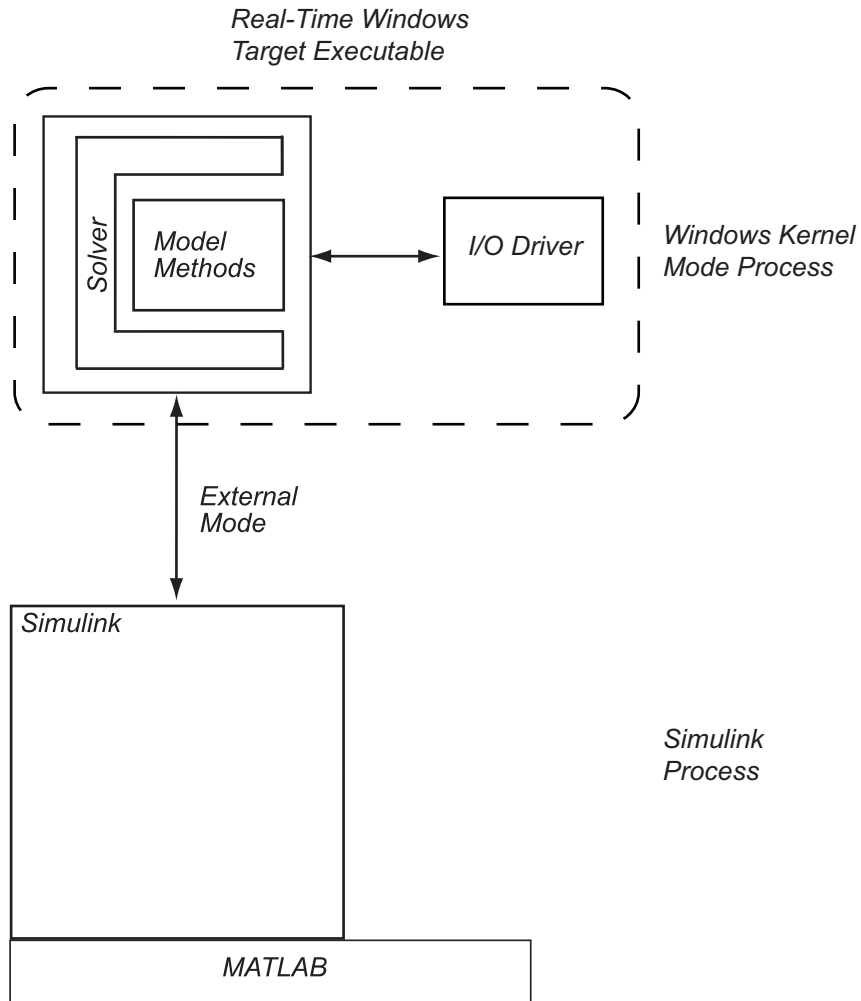 Real-Time Windows
Target Executable
Solver
Model
Methods
I/O Driver
Windows Kernel
Mode Process
External
Mode
Simulink
Simulink
Process
MATLAB